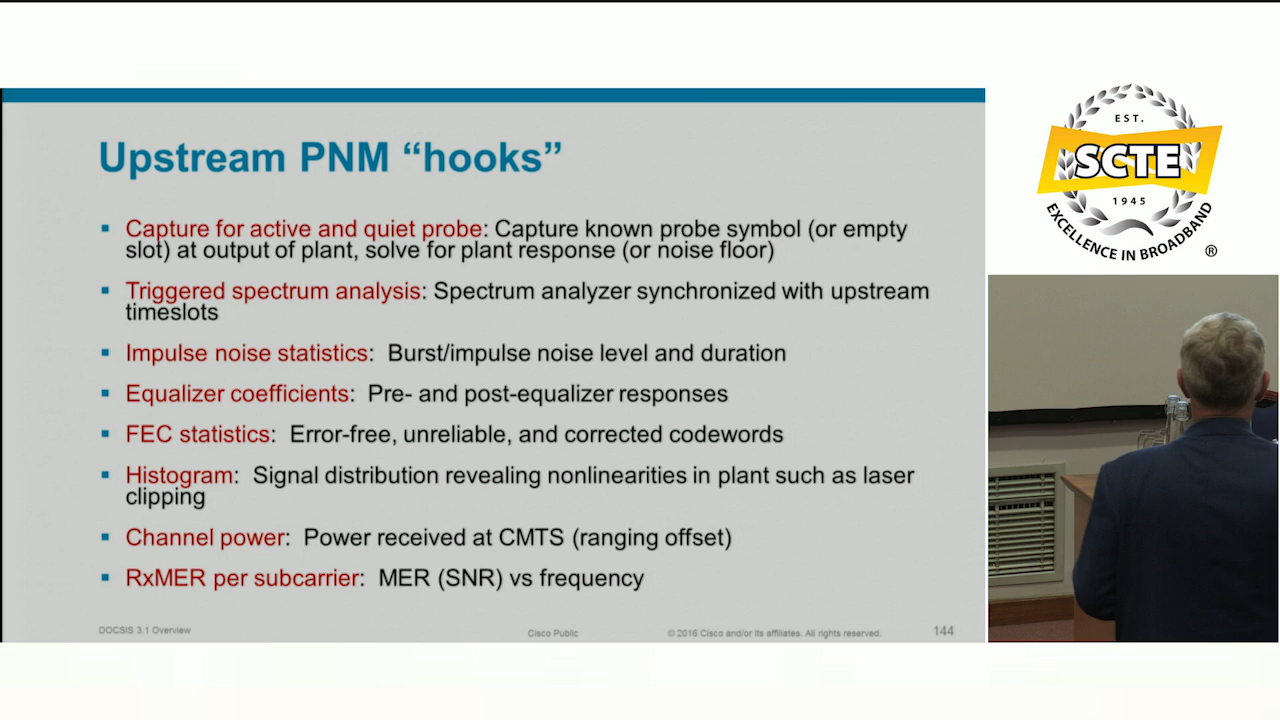 Upstream PNM “hooks”
Capture for active and quiet probe: Capture known probe symbol (or empty
slot) at output of plant, solve for plant response (or noise floor)
Triggered spectrum analysis: Spectrum analyzer synchronized with upstream
timeslots
Impulse noise statistics: Burst/impulse noise level and duration
Equalizer coefficients: Pre- and post-equalizer responses
FEC statistics: Error-free, unreliable, and corrected codewords
Histogram: Signal distribution revealing nonlinearities in plant such as laser
clipping
Channel power: Power received at CMTS (ranging offset)
RxMER per subcarrier: MER (SNR) vs frequency
DOCSIS 3.1 Overview
Cisco Public
© 2016 Cisco and/or its affiliates. All rights reserved.
144
EST.
SCTE
1945
EXCELLENCE IN BROADBAND
®